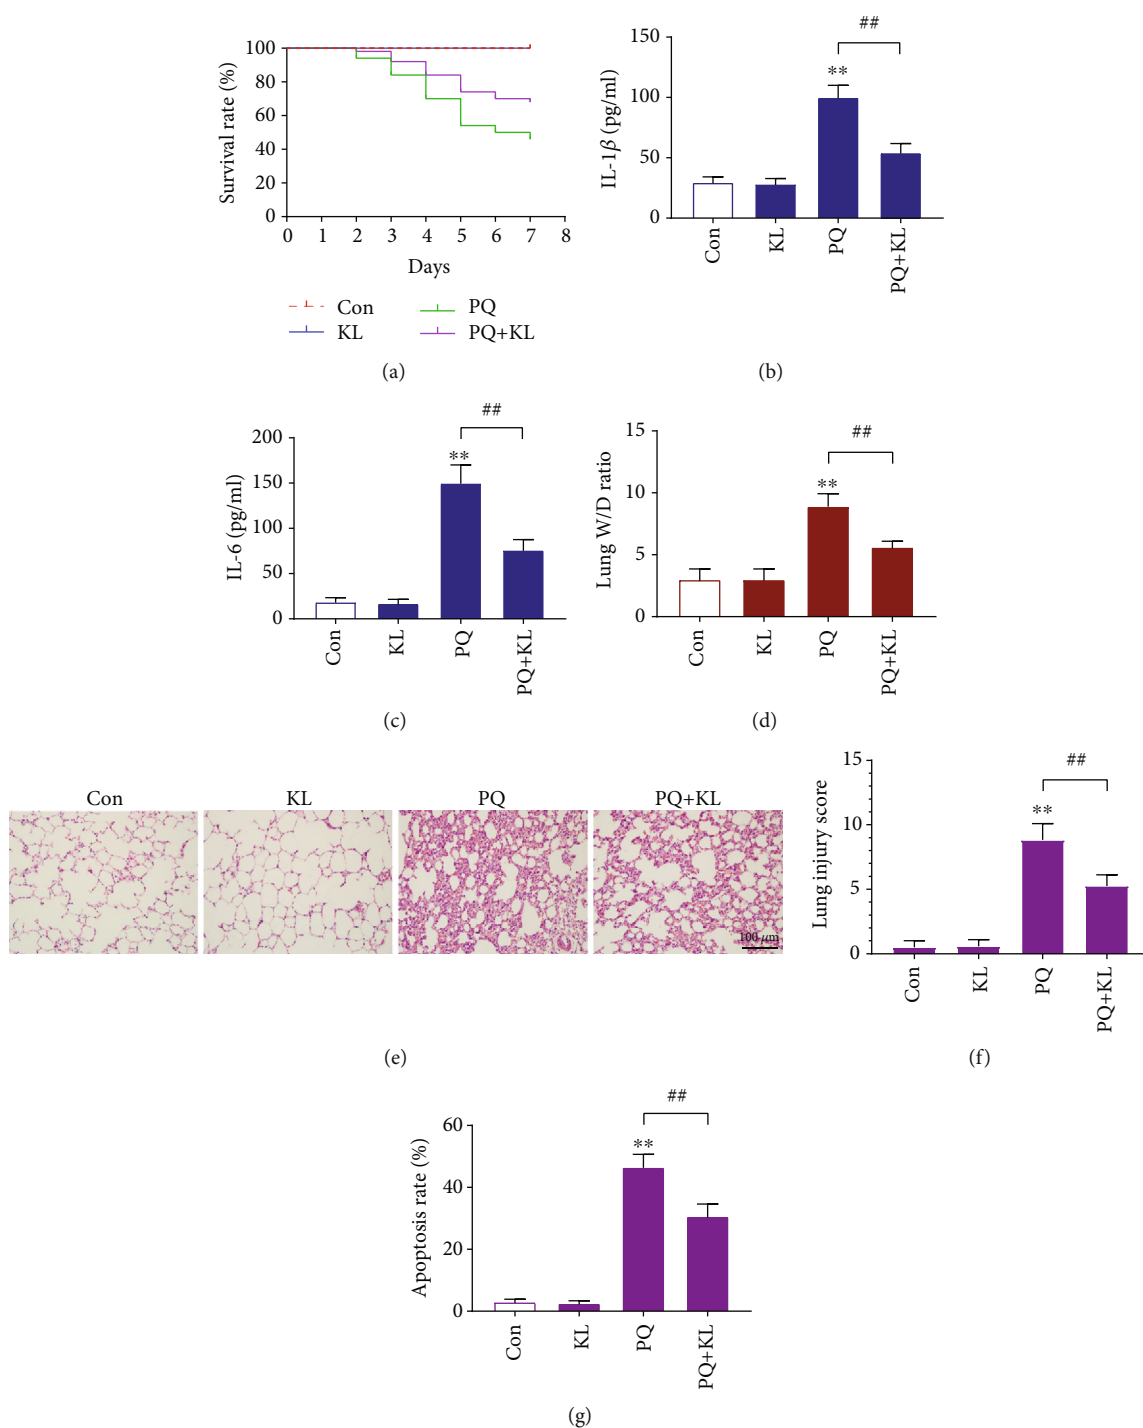 Survival rate (%)
100
80
60
40
20
0
0 1 2 3 4 5 6 7 8
Days
Con
KL
PQ
PQ+KL
(a)
IL-1β (pg/ml)
150
100
50
0
**
##
Con
KL
PQ
PQ+KL
(b)
IL-6 (pg/ml)
200
150
100
50
0
**
##
Con
KL
PQ
PQ+KL
(c)
Lung W/D ratio
15
10
5
0
**
##
Con
KL
PQ
PQ+KL
(d)
Con KL PQ PQ+KL
100 μm
(e)
Lung injury score
15
10
5
0
**
##
Con
KL
PQ
PQ+KL
(f)
Apoptosis rate (%)
60
40
20
0
**
##
Con
KL
PQ
PQ+KL
(g)